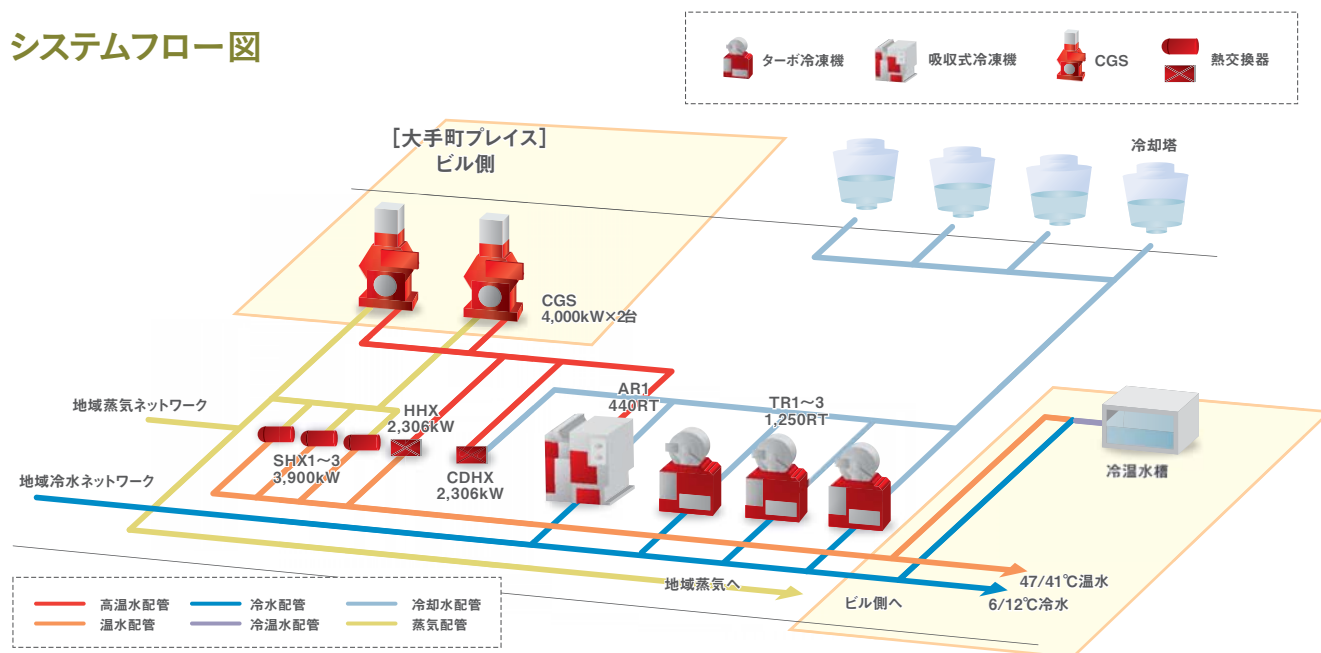 システムフロー図
ターボ冷凍機
吸収式冷凍機
CGS
熱交換器
[大手町プレイス]
ビル側
冷却塔
CGS
4,000kW×2台
地域蒸気ネットワーク
HHX
2,306kW
AR1
440RT
TR1〜3
1,250RT
SHX1〜3
3,900kW
CDHX
2,306kW
冷温水槽
地域冷水ネットワーク
地域蒸気へ
ビル側へ
47/41℃温水
6/12℃冷水
高温水配管
冷水配管
冷却水配管
温水配管
冷温水配管
蒸気配管